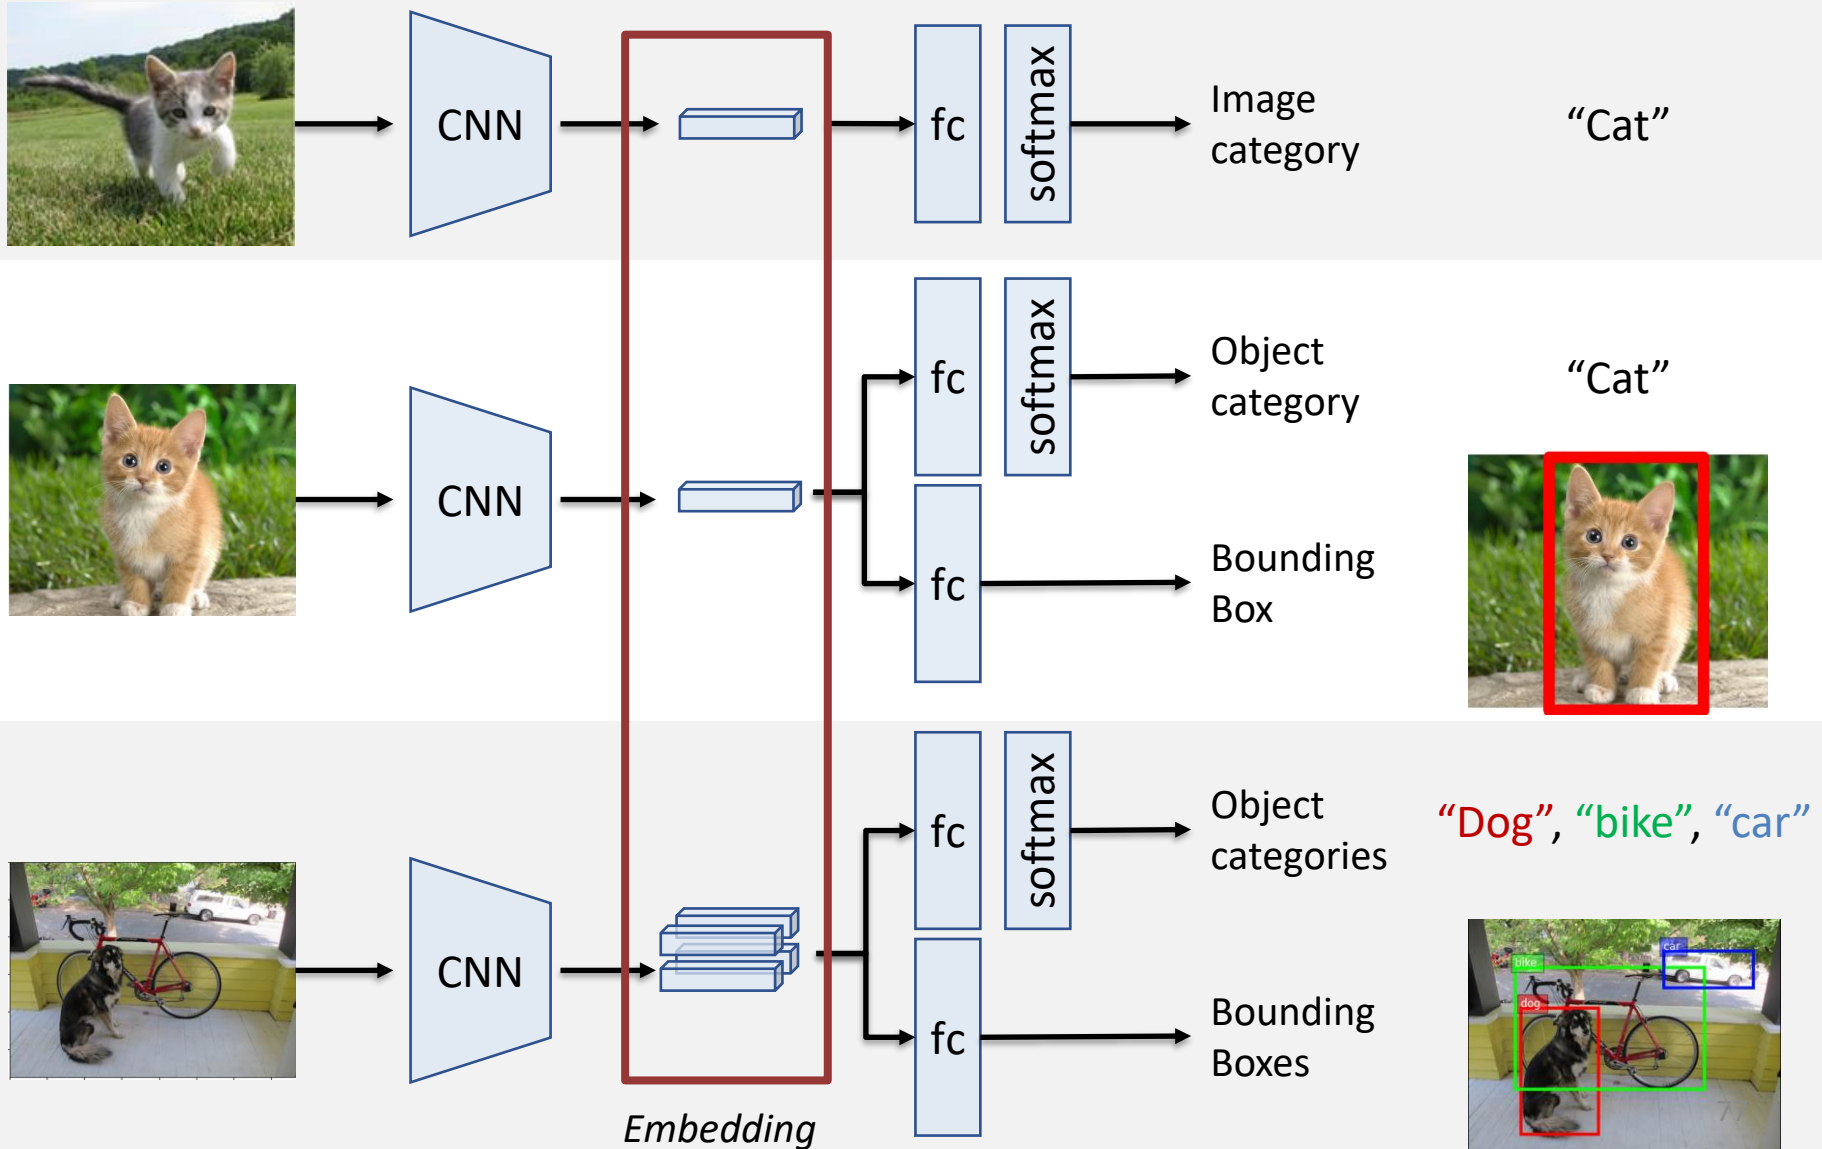 CNN
fc
softmax
Image
category
“Cat”
CNN
fc
softmax
Object
category
“Cat”
fc
Bounding
Box
CNN
fc
softmax
Object
categories
“Dog”, “bike”, “car”
fc
Bounding
Boxes
car
bike
dog
Embedding